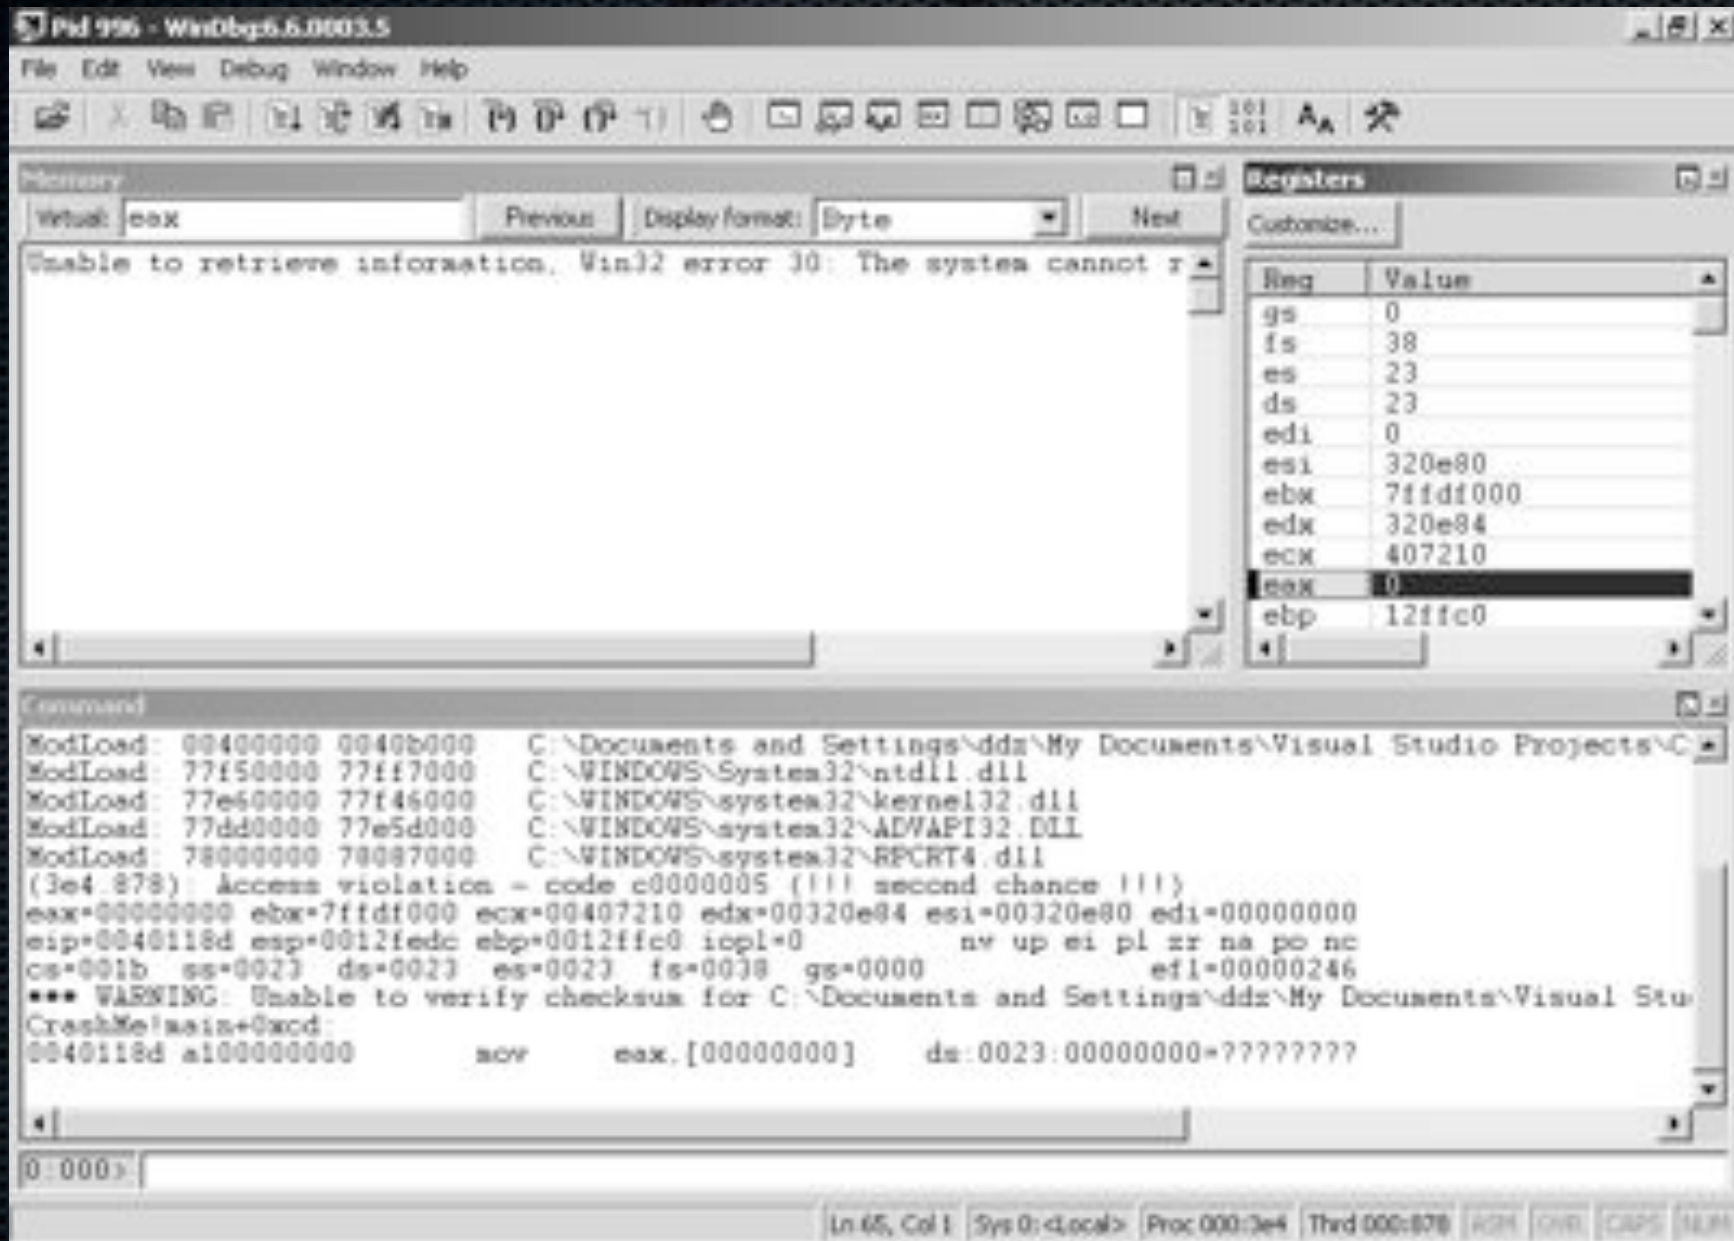 Pid 996 - WinDbg:6.6.0003.5
File Edit View Debug Window Help
Memory
Virtual: eax Previous Display format: Byte Next
Unable to retrieve information, Win32 error 30: The system cannot r
Registers
Customize...
Reg Value
gs 0
fs 38
es 23
ds 23
edi 0
esi 320e80
ebx 7ffdf000
edx 320e84
ecx 407210
eax 0
ebp 12ffc0
Command
ModLoad: 00400000 0040b000 C:\Documents and Settings\ddz\My Documents\Visual Studio Projects\C
ModLoad: 77f50000 77ff7000 C:\WINDOWS\System32\ntdll.dll
ModLoad: 77e60000 77f46000 C:\WINDOWS\system32\kernel32.dll
ModLoad: 77dd0000 77e5d000 C:\WINDOWS\system32\ADVAPI32.DLL
ModLoad: 78000000 78087000 C:\WINDOWS\system32\RPCRT4.dll
(3e4.878): Access violation - code c0000005 (!!! second chance !!!)
eax=00000000 ebx=7ffdf000 ecx=00407210 edx=00320e84 esi=00320e80 edi=00000000
eip=0040118d esp=0012fedc ebp=0012ffc0 iopl=0 nv up ei pl zr na po nc
cs=001b ss=0023 ds=0023 es=0023 fs=0038 gs=0000 efl=00000246
*** WARNING: Unable to verify checksum for C:\Documents and Settings\ddz\My Documents\Visual Stu
CrashMe!main+0xcd:
0040118d a100000000 mov eax,[00000000] ds:0023:00000000=????????
0:000>
Ln 65, Col 1 Sys 0:<Local> Proc 000:3e4 Thrd 000:878 ASM OVR CAPS NUM